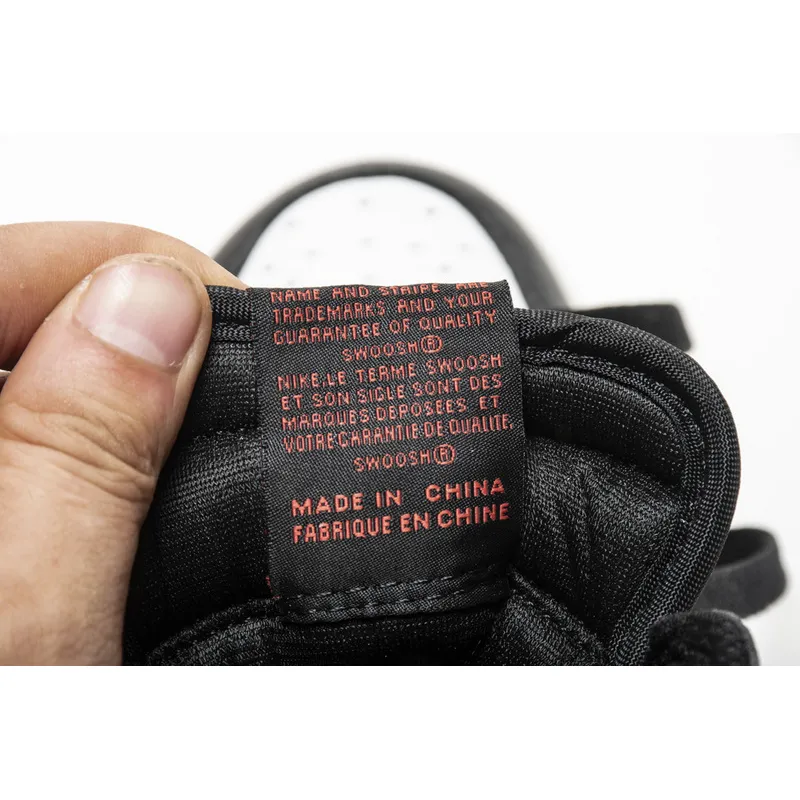 NAME AND STRIPE ARE
TRADEMARKS AND YOUR
GUARANTEE OF QUALITY
SWOOSH®
NIKE,LE TERME SWOOSH
ET SON SIGLE SONT DES
MARQUES DEPOSÉES ET
VOTRE GARANTIE DE QUALITE.
SWOOSH®
MADE IN CHINA
FABRIQUE EN CHINE